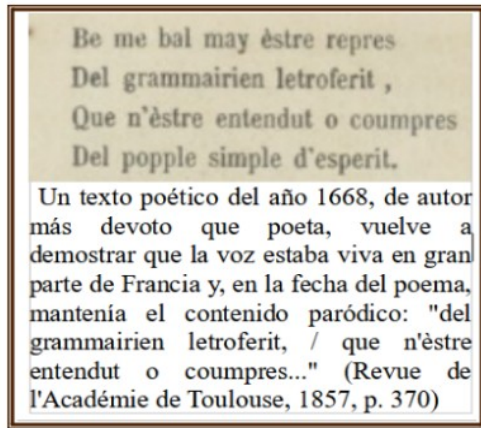 Be me bal may èstre repres
Del grammairien letroferit ,
Que n'èstre entendut o coumpres
Del popple simple d'esperit.
Un texto poético del año 1668, de autor
más devoto que poeta, vuelve a
demostrar que la voz estaba viva en gran
parte de Francia y, en la fecha del poema,
mantenía el contenido paródico: "del
grammairien letroferit, / que n'èstre
entendut o coumpres..." (Revue de
l'Académie de Toulouse, 1857, p. 370)